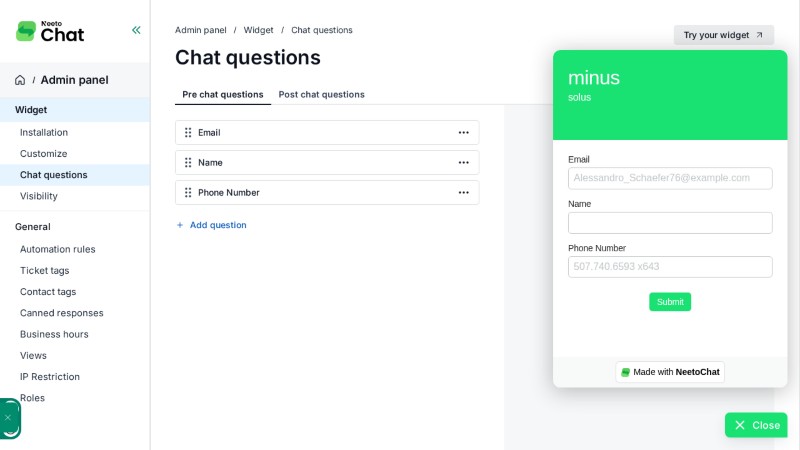 Neeto
Chat
/ Admin panel
Widget
Installation
Customize
Chat questions
Visibility
General
Automation rules
Ticket tags
Contact tags
Canned responses
Business hours
Views
IP Restriction
Roles
Admin panel / Widget / Chat questions
Chat questions
Try your widget
Pre chat questions
Post chat questions
Email
Name
Phone Number
+ Add question
minus
solus
Email
Alessandro_Schaefer76@example.com
Name
Phone Number
507.740.6593 x643
Submit
Made with NeetoChat
Close